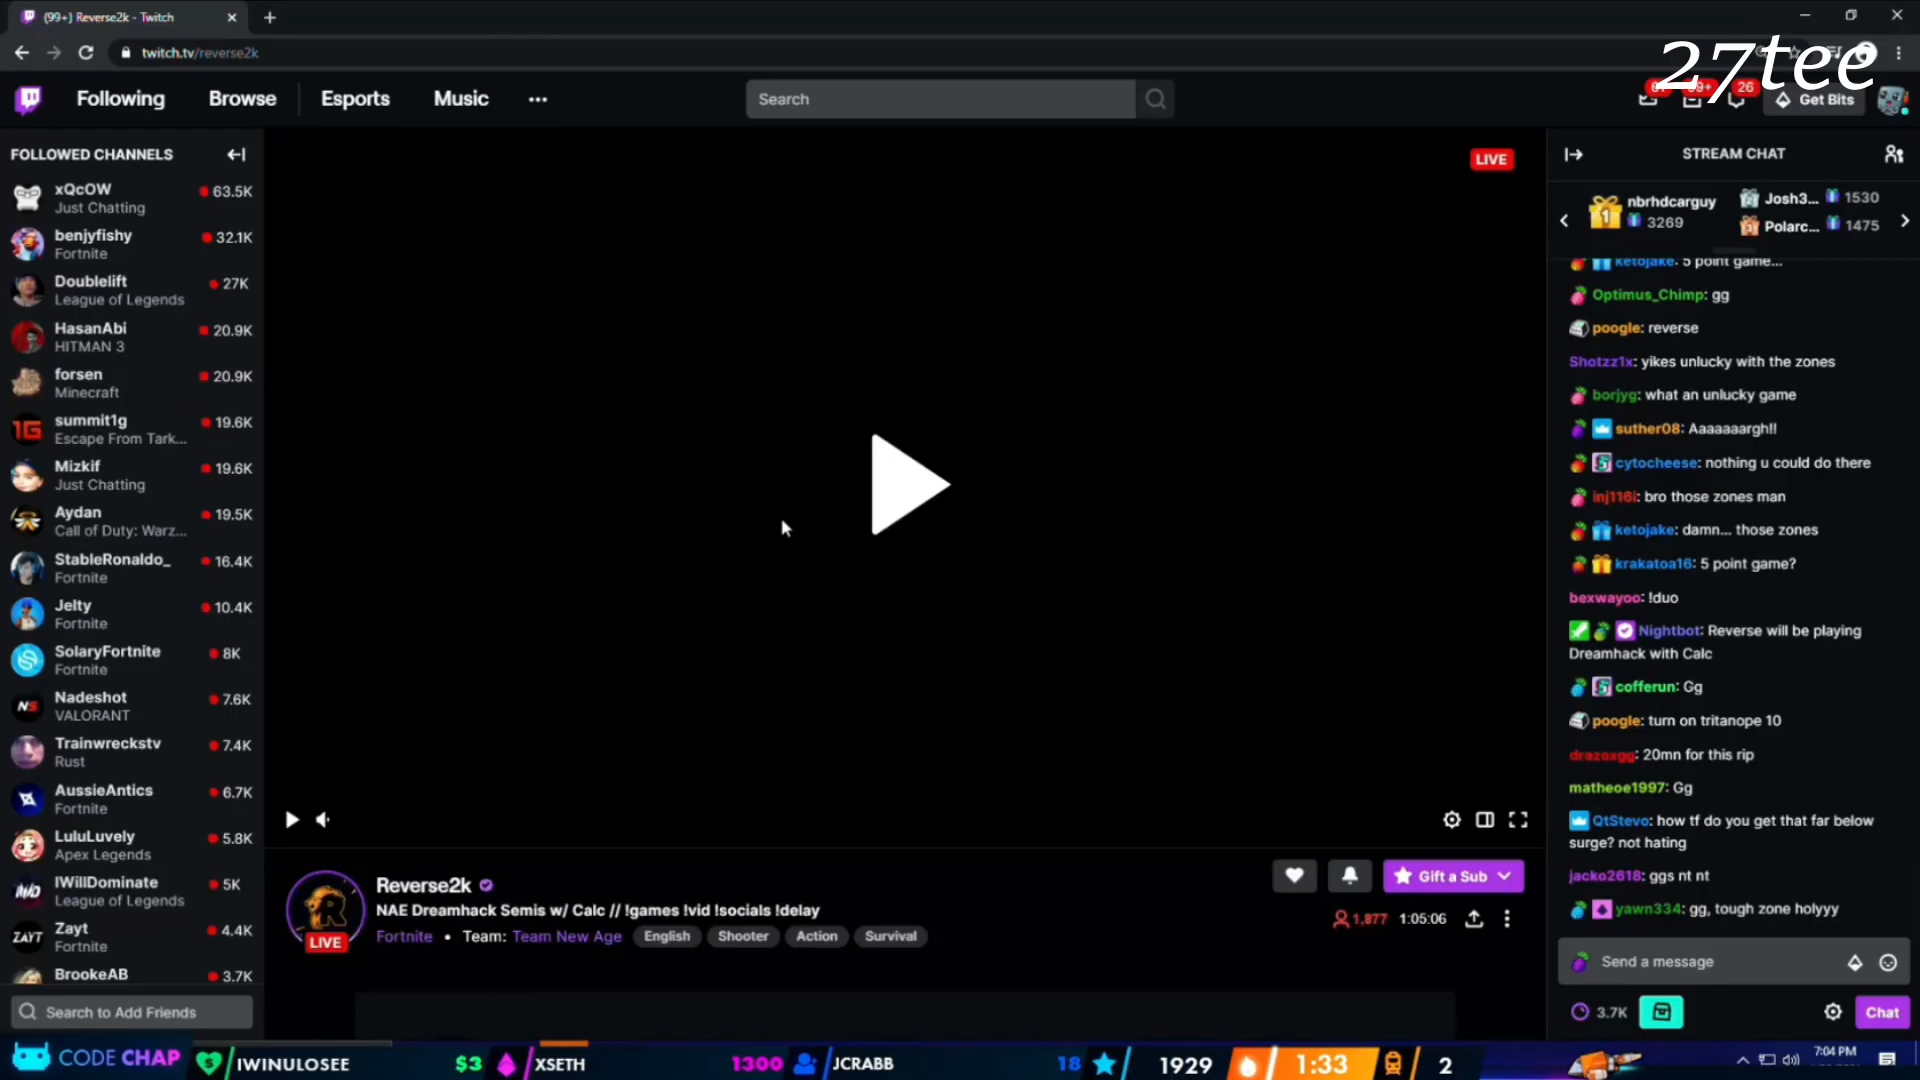 (99+) Reverse2k - Twitch
twitch.tv/reverse2k
27tee
Following
Browse
Esports
Music
Search
26
Get Bits
FOLLOWED CHANNELS
xQcOW
63.5K
Just Chatting
benjyfishy
32.1K
Fortnite
Doublelift
27K
League of Legends
HasanAbi
20.9K
HITMAN 3
forsen
20.9K
Minecraft
summit1g
19.6K
Escape From Tark...
Mizkif
19.6K
Just Chatting
Aydan
19.5K
Call of Duty: Warz...
StableRonaldo_
16.4K
Fortnite
Jelty
10.4K
Fortnite
SolaryFortnite
8K
Fortnite
Nadeshot
7.6K
VALORANT
Trainwreckstv
7.4K
Rust
AussieAntics
6.7K
Fortnite
LuluLuvely
5.8K
Apex Legends
IWillDominate
5K
League of Legends
Zayt
4.4K
Fortnite
BrookeAB
3.7K
Search to Add Friends
LIVE
LIVE
Reverse2k
NAE Dreamhack Semis w/ Calc // !games !vid !socials !delay
Fortnite • Team: Team New Age English Shooter Action Survival
Gift a Sub
1,877 1:05:06
STREAM CHAT
nbrhdcarguy
3269
Josh3... 1530
Polarc... 1475
ketojake: 5 point game...
Optimus_Chimp: gg
poogle: reverse
Shotzz1x: yikes unlucky with the zones
borjyg: what an unlucky game
suther08: Aaaaaaargh!!
cytocheese: nothing u could do there
inj116i: bro those zones man
ketojake: damn... those zones
krakatoa16: 5 point game?
bexwayoo: !duo
Nightbot: Reverse will be playing
Dreamhack with Calc
cofferun: Gg
poogle: turn on tritanope 10
drazoxgg: 20mn for this rip
matheoe1997: Gg
QtStevo: how tf do you get that far below
surge? not hating
jacko2618: ggs nt nt
yawn334: gg, tough zone holyyy
Send a message
3.7K
Chat
CODE CHAP
IWINULOSEE
$3
XSETH
1300
JCRABB
18
1929
1:33
2
7:04 PM